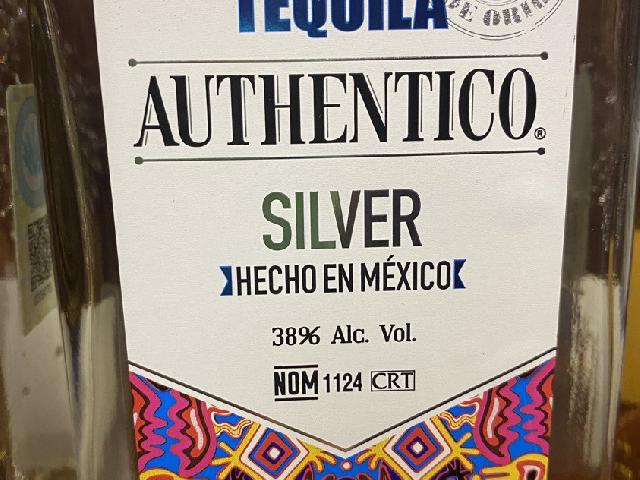 TEQUILA
AUTHENTICO®
SILVER
HECHO EN MÉXICO
38% Alc. Vol.
NOM 1124 CRT